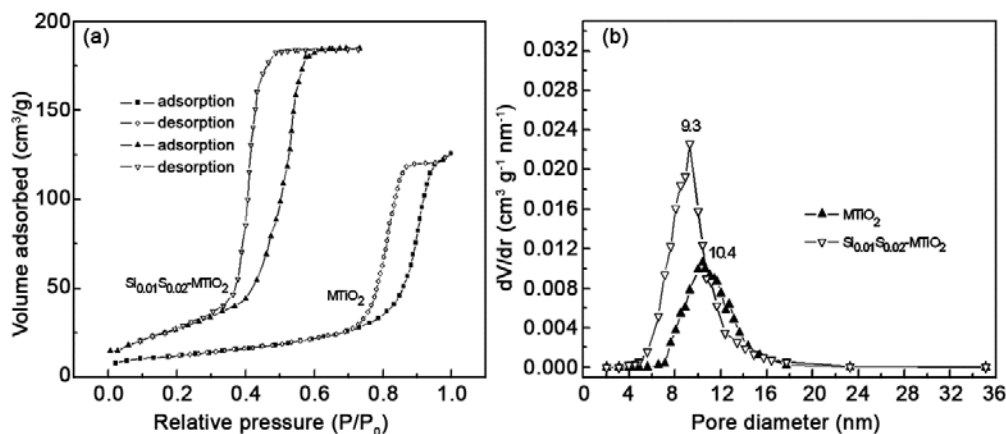 (a)
200
150
100
50
0
Volume adsorbed (cm³/g)
adsorption
desorption
adsorption
desorption
Si₀.₀₁S₀.₀₂-MTiO₂
MTiO₂
0.0 0.2 0.4 0.6 0.8 1.0
Relative pressure (P/P₀)
(b)
0.032
0.028
0.024
0.020
0.016
0.012
0.008
0.004
0.000
dV/dr (cm³ g⁻¹ nm⁻¹)
9.3
10.4
MTiO₂
Si₀.₀₁S₀.₀₂-MTiO₂
0 4 8 12 16 20 24 28 32 36
Pore diameter (nm)